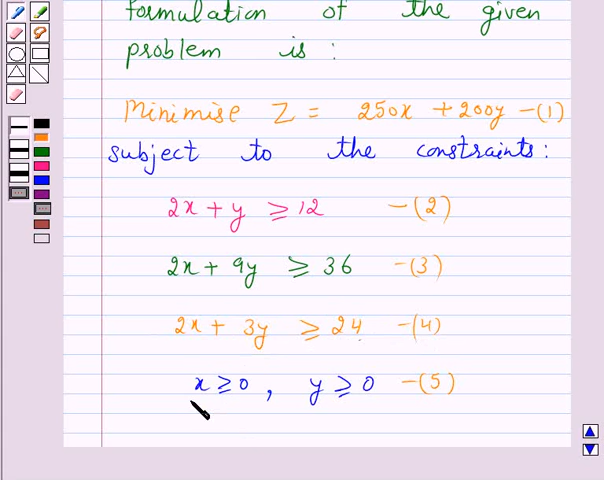 formulation of the given
problem is :
Minimise Z = 250x + 200y -(1)
subject to the constraints :
2x + y ≥ 12 -(2)
2x + 9y ≥ 36 -(3)
2x + 3y ≥ 24 -(4)
x ≥ 0 , y ≥ 0 -(5)